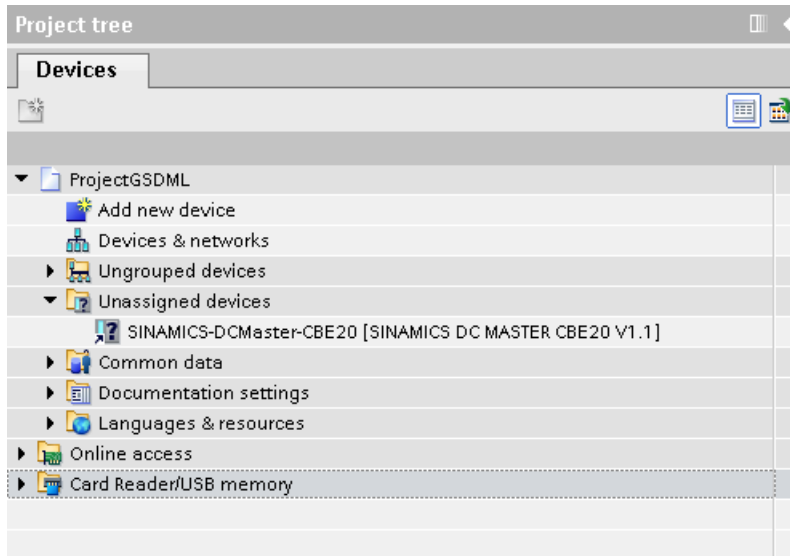 Project tree
Devices
ProjectGSDML
Add new device
Devices & networks
Ungrouped devices
Unassigned devices
SINAMICS-DCMaster-CBE20 [SINAMICS DC MASTER CBE20 V1.1]
Common data
Documentation settings
Languages & resources
Online access
Card Reader/USB memory